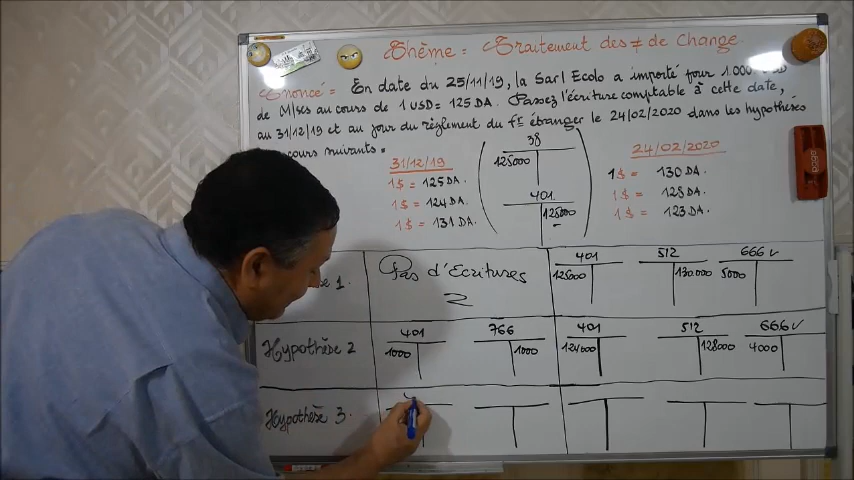 Thème = Traitement des ≠ de Change
Enoncé = En date du 25/11/19, la Sarl Ecolo a importé pour 1.000
de M/ses au cours de 1 USD = 125 DA. Passez l'écriture comptable à cette date,
au 31/12/19 et au jour du règlement du fr étranger le 24/02/2020 dans les hypothèses
cours suivants =
31/12/19
1$ = 125 DA.
1$ = 124 DA.
1$ = 131 DA.
38
125000
401
125000
24/02/2020
1$ = 130 DA.
1$ = 128 DA.
1$ = 123 DA.
1.
Pas d'Ecritures
401
125000
512
130.000
666
5000
Hypothèse 2
401
1000
766
1000
401
124000
512
128000
666
4000
Hypothèse 3.